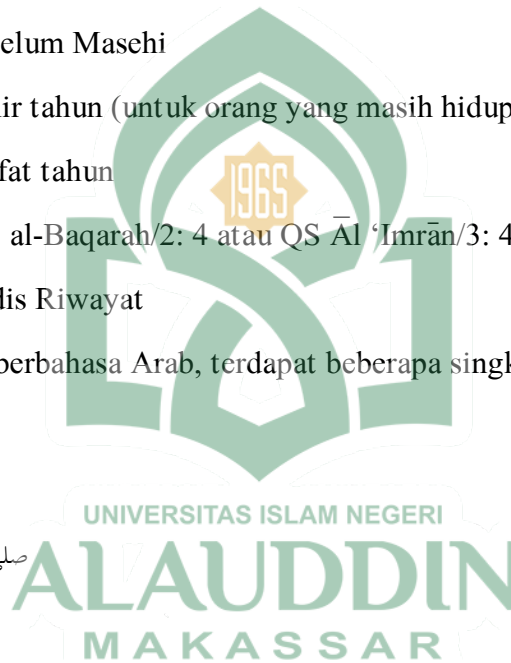 elum Masehi
ir tahun (untuk orang yang masih hidup
fat tahun
1965
al-Baqarah/2: 4 atau QS Āl ‘Imrān/3: 4
dis Riwayat
berbahasa Arab, terdapat beberapa singk
UNIVERSITAS ISLAM NEGERI
ALAUDDIN
MAKASSAR